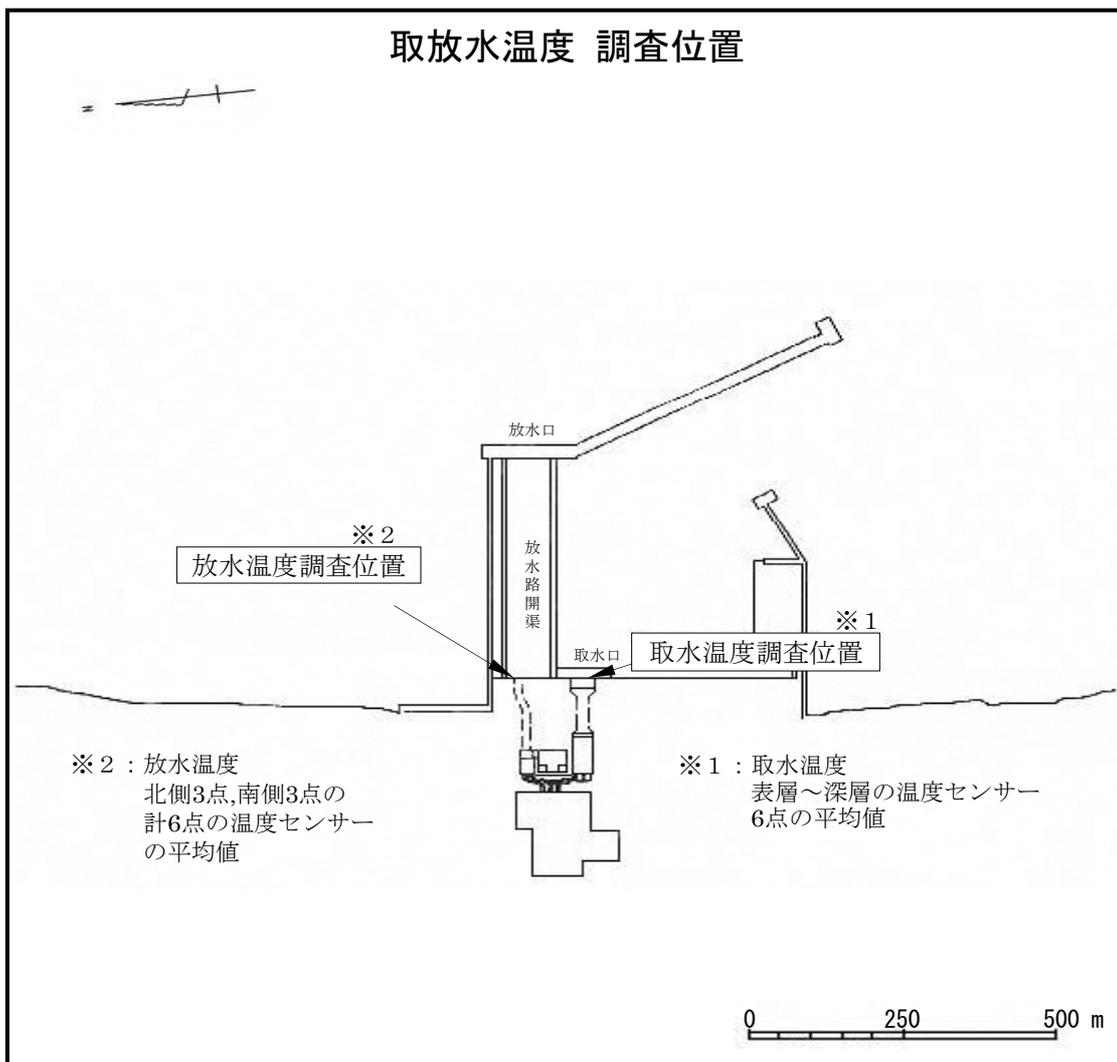 取放水温度 調査位置
N
放水口
※2
放水温度調査位置
放水路開渠
※1
取水口
取水温度調査位置
※2：放水温度
北側3点,南側3点の
計6点の温度センサー
の平均値
※1：取水温度
表層～深層の温度センサー
6点の平均値
0 250 500 m